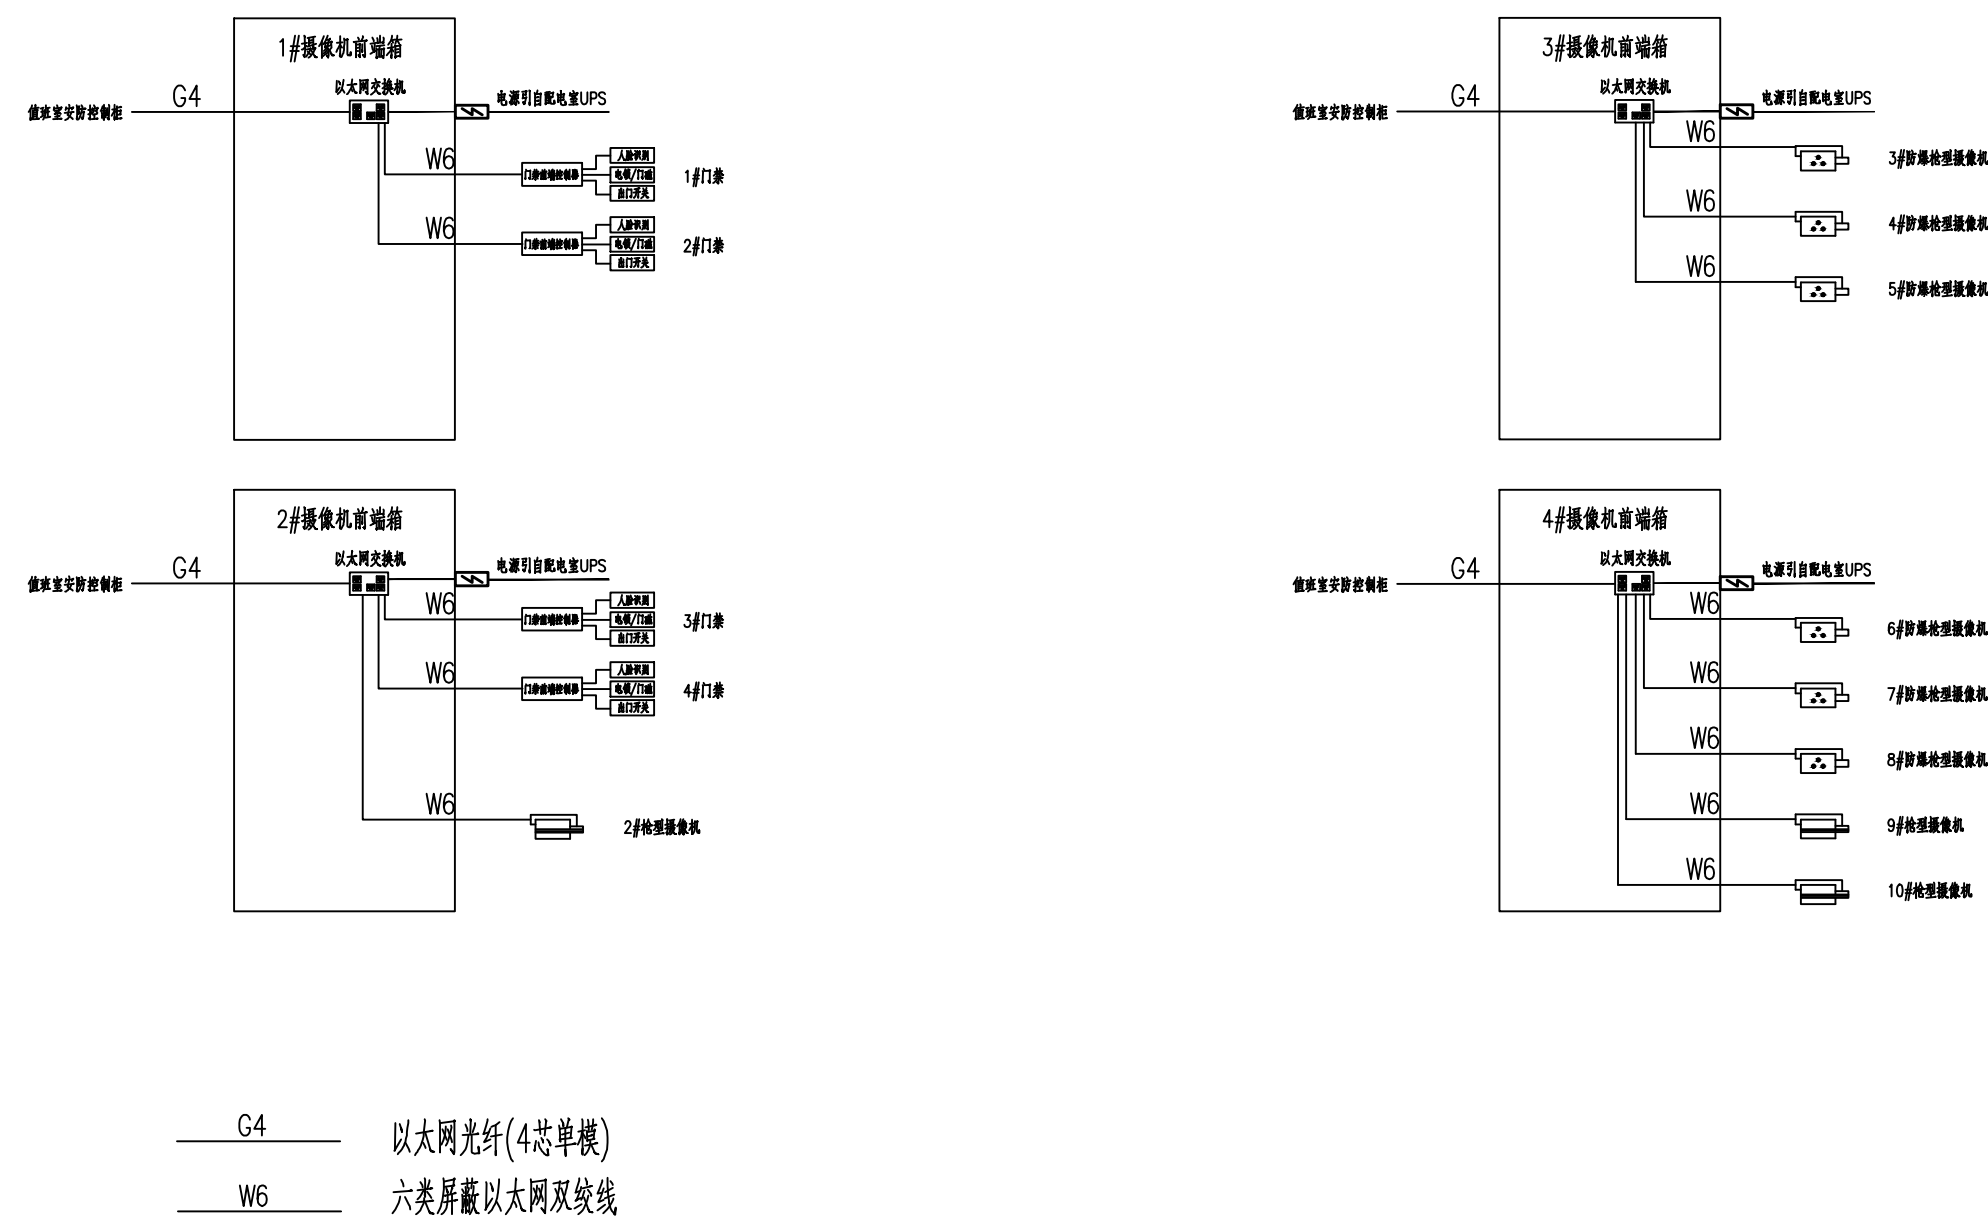 1#摄像机前端箱
以太网交换机
值班室安防控制柜
G4
电源引自配电室UPS
W6
门禁前端控制器
人脸识别
电锁/门磁
出门开关
1#门禁
W6
门禁前端控制器
人脸识别
电锁/门磁
出门开关
2#门禁
3#摄像机前端箱
以太网交换机
值班室安防控制柜
G4
电源引自配电室UPS
W6
3#防爆枪型摄像机
W6
4#防爆枪型摄像机
W6
5#防爆枪型摄像机
2#摄像机前端箱
以太网交换机
值班室安防控制柜
G4
电源引自配电室UPS
W6
门禁前端控制器
人脸识别
电锁/门磁
出门开关
3#门禁
W6
门禁前端控制器
人脸识别
电锁/门磁
出门开关
4#门禁
W6
2#枪型摄像机
4#摄像机前端箱
以太网交换机
值班室安防控制柜
G4
电源引自配电室UPS
W6
6#防爆枪型摄像机
W6
7#防爆枪型摄像机
W6
8#防爆枪型摄像机
W6
9#枪型摄像机
W6
10#枪型摄像机
G4 以太网光纤(4芯单模)
W6 六类屏蔽以太网双绞线